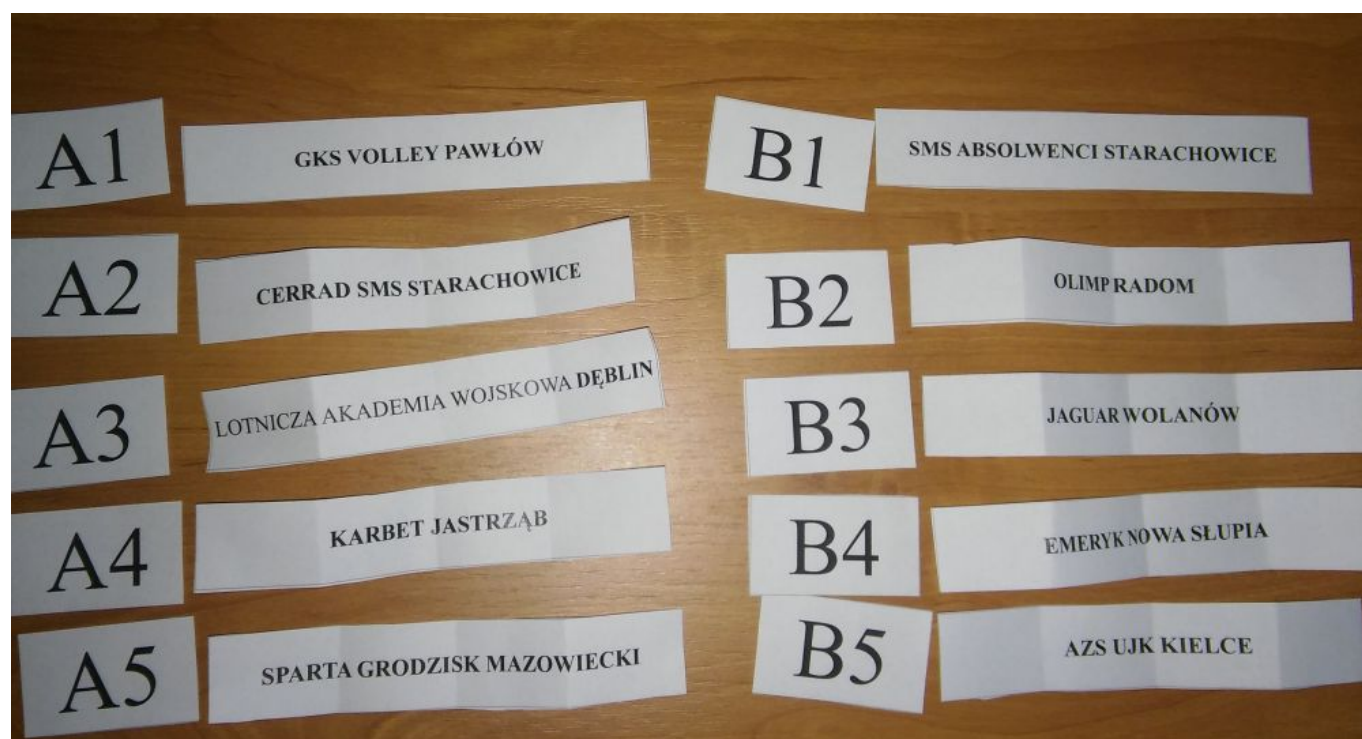 A1 GKS VOLLEY PAWŁÓW
A2 CERRAD SMS STARACHOWICE
A3 LOTNICZA AKADEMIA WOJSKOWA DĘBLIN
A4 KARBET JASTRZĄB
A5 SPARTA GRODZISK MAZOWIECKI
B1 SMS ABSOLWENCI STARACHOWICE
B2 OLIMP RADOM
B3 JAGUAR WOLANÓW
B4 EMERYK NOWA SŁUPIA
B5 AZS UJK KIELCE